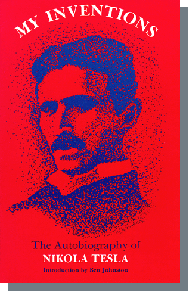 MY INVENTIONS
The Autobiography of
NIKOLA TESLA
Introduction by Ben Johnston